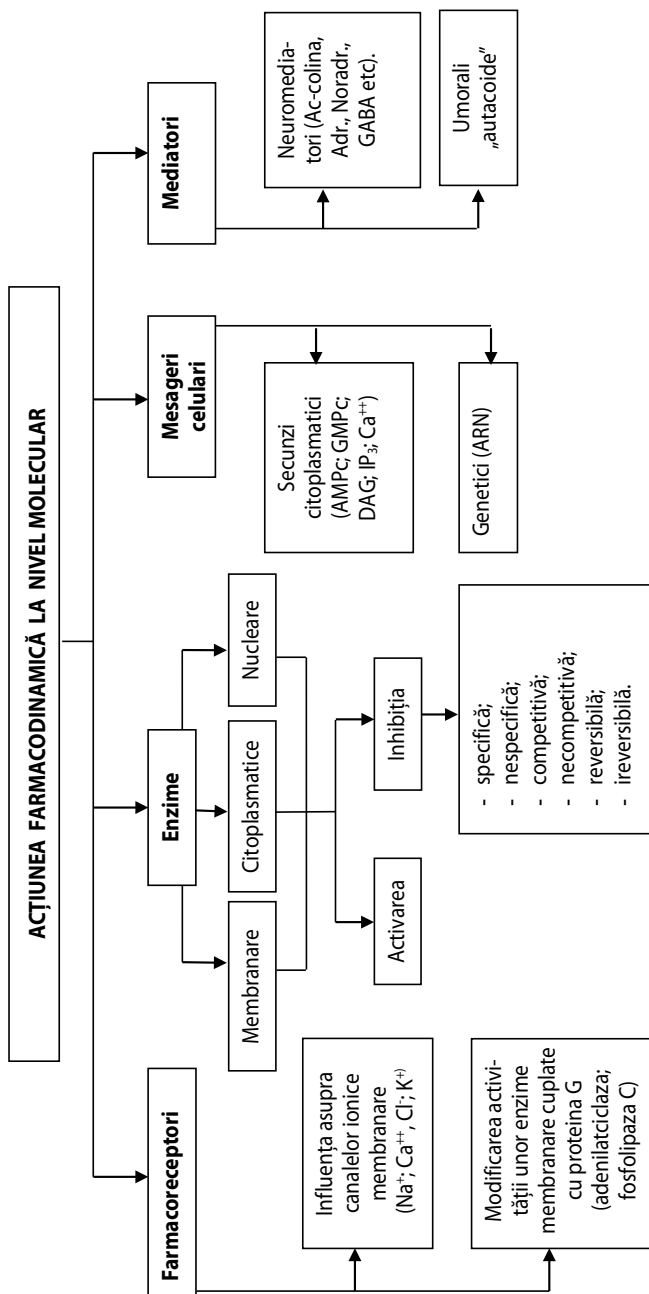 ACȚIUNEA FARMACODINAMICĂ LA NIVEL MOLECULAR
Farmacoreceptori
Influența asupra
canalelor ionice
membranare
(Na⁺; Ca⁺⁺, Cl⁻; K⁺)
Modificarea activi-
tății unor enzime
membranare cuplate
cu proteina G
(adenilatciclaza;
fosfolipaza C)
Enzime
Membranare
Citoplasmatice
Nucleare
Activarea
Inhibiția
- specifică;
- nespecifică;
- competitivă;
- necompetitivă;
- reversibilă;
- ireversibilă.
Mesageri
celulari
Secunzi
citoplasmatici
(AMPc; GMPc;
DAG; IP₃; Ca⁺⁺)
Genetici (ARN)
Mediatori
Neuromedia-
tori (Ac-colina,
Adr., Noradr.,
GABA etc).
Umorali
„autacoide”